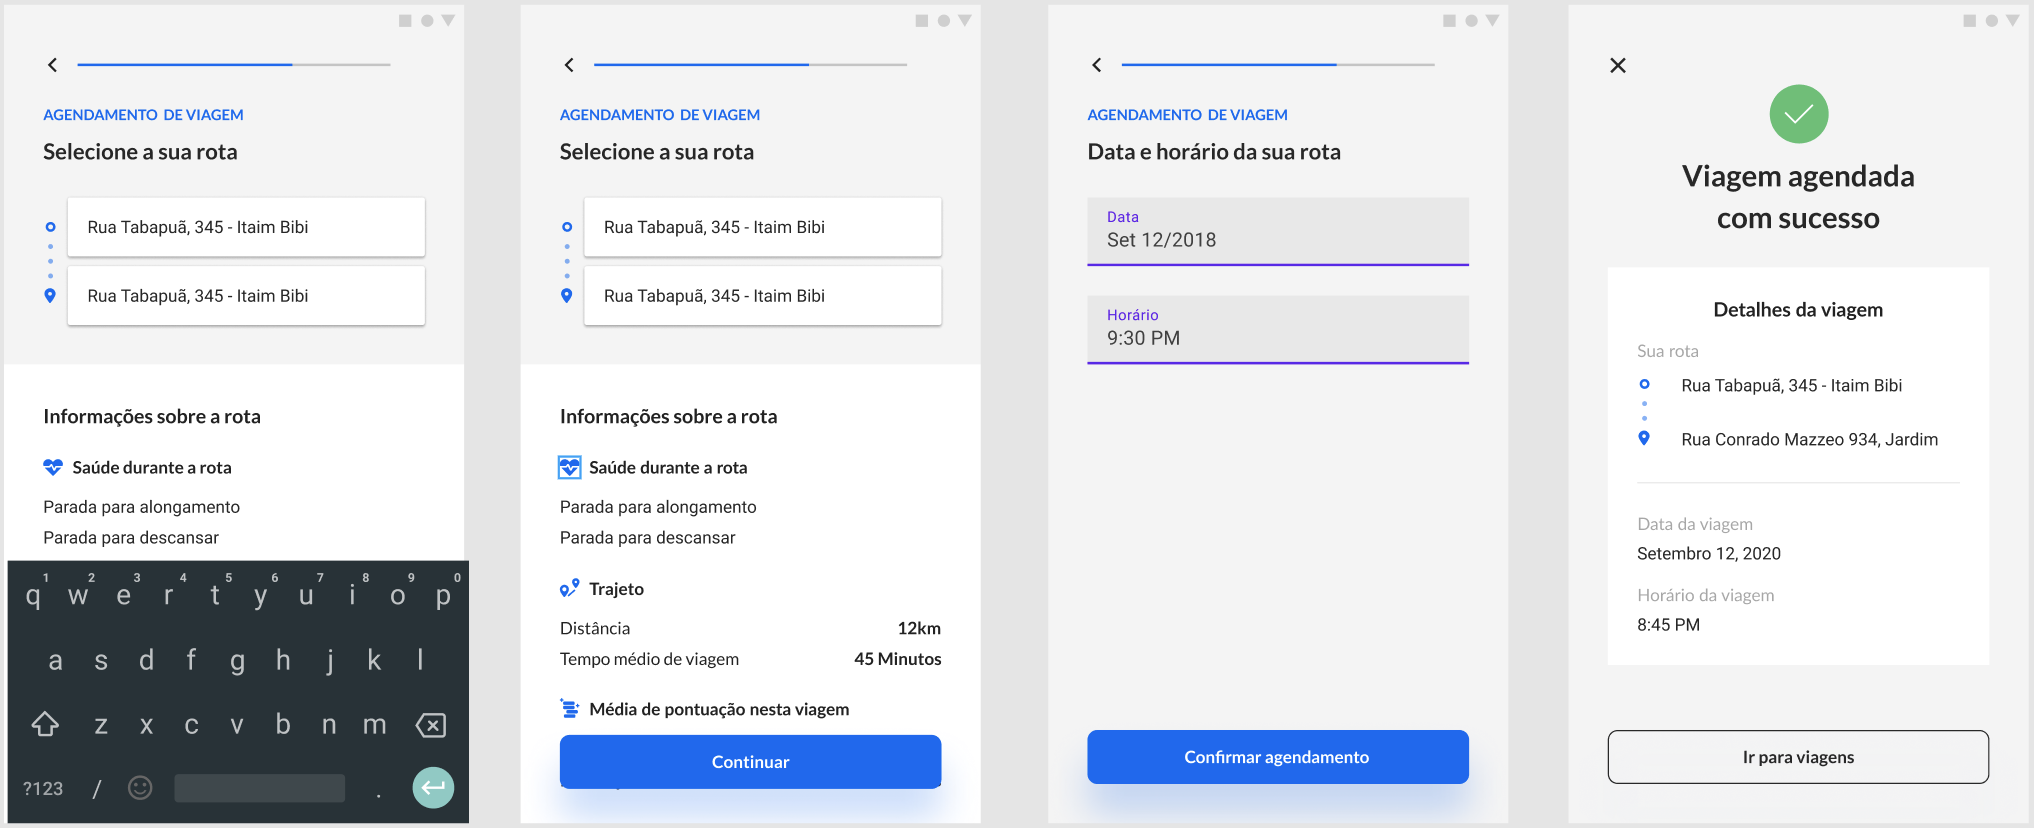 AGENDAMENTO DE VIAGEM
Selecione a sua rota
Rua Tabapuã, 345 - Itaim Bibi
Rua Tabapuã, 345 - Itaim Bibi
Informações sobre a rota
Saúde durante a rota
Parada para alongamento
Parada para descansar
1 2 3 4 5 6 7 8 9 0
q w e r t y u i o p
a s d f g h j k l
z x c v b n m
?123 / .
AGENDAMENTO DE VIAGEM
Selecione a sua rota
Rua Tabapuã, 345 - Itaim Bibi
Rua Tabapuã, 345 - Itaim Bibi
Informações sobre a rota
Saúde durante a rota
Parada para alongamento
Parada para descansar
Trajeto
Distância 12km
Tempo médio de viagem 45 Minutos
Média de pontuação nesta viagem
Continuar
AGENDAMENTO DE VIAGEM
Data e horário da sua rota
Data
Set 12/2018
Horário
9:30 PM
Confirmar agendamento
Viagem agendada
com sucesso
Detalhes da viagem
Sua rota
Rua Tabapuã, 345 - Itaim Bibi
Rua Conrado Mazzeo 934, Jardim
Data da viagem
Setembro 12, 2020
Horário da viagem
8:45 PM
Ir para viagens